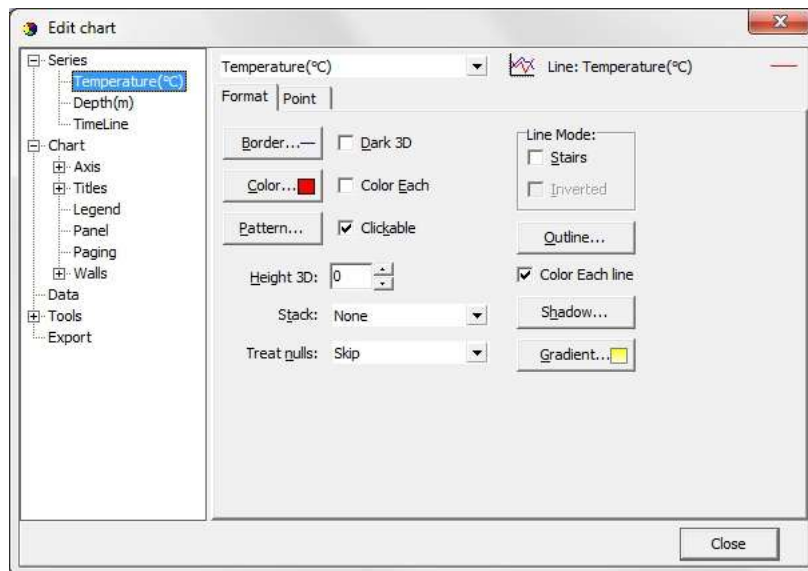 Edit chart
Series
Temperature(°C)
Depth(m)
TimeLine
Chart
Axis
Titles
Legend
Panel
Paging
Walls
Data
Tools
Export
Temperature(°C)
Line: Temperature(°C)
Format
Point
Border...
Dark 3D
Color...
Color Each
Pattern...
Clickable
Height 3D:
0
Stack:
None
Treat nulls:
Skip
Line Mode:
Stairs
Inverted
Outline...
Color Each line
Shadow...
Gradient...
Close